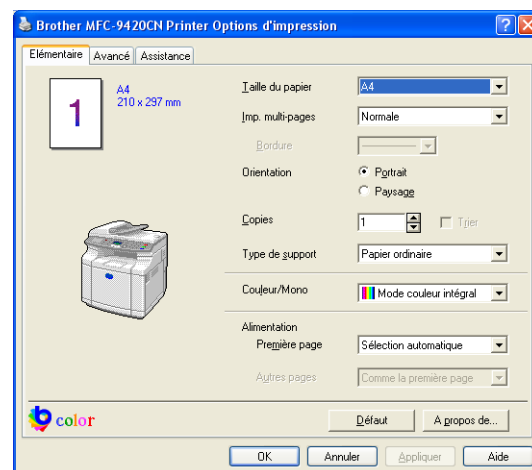 Brother MFC-9420CN Printer Options d'impression
Elémentaire Avancé Assistance
1
A4
210 x 297 mm
Taille du papier A4
Imp. multi-pages Normale
Bordure
Orientation Portrait
Paysage
Copies 1 Trier
Type de support Papier ordinaire
Couleur/Mono Mode couleur intégral
Alimentation
Première page Sélection automatique
Autres pages Comme la première page
b color
Défaut A propos de...
OK Annuler Appliquer Aide